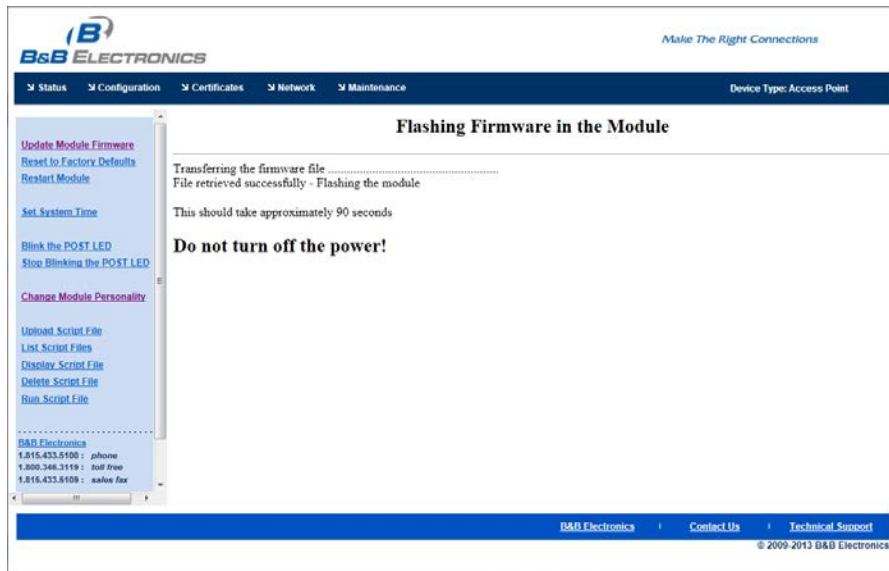 B&B ELECTRONICS
Make The Right Connections
Status Configuration Certificates Network Maintenance Device Type: Access Point
Update Module Firmware
Reset to Factory Defaults
Restart Module
Set System Time
Blink the POST LED
Stop Blinking the POST LED
Change Module Personality
Upload Script File
List Script Files
Display Script File
Delete Script File
Run Script File
B&B Electronics
1.815.433.5100 : phone
1.800.346.3119 : toll free
1.815.433.5109 : sales fax
Flashing Firmware in the Module
Transferring the firmware file ............................................................
File retrieved successfully - Flashing the module
This should take approximately 90 seconds
Do not turn off the power!
B&B Electronics | Contact Us | Technical Support
© 2009-2013 B&B Electronics